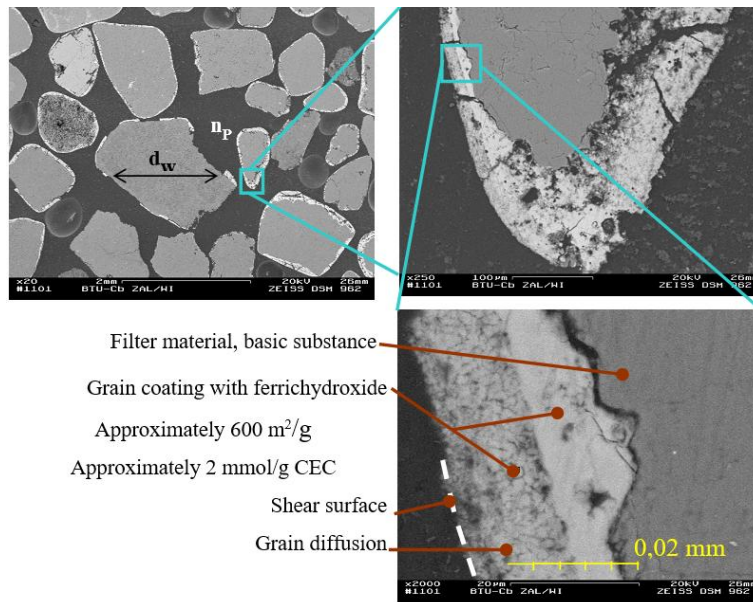 n_P
d_w
x20 2mm 20kV 26mm
#1101 BTU-Cb ZAL/WI ZEISS DSM 962
x250 100µm 20kV 26mm
#1101 BTU-Cb ZAL/WI ZEISS DSM 962
Filter material, basic substance
Grain coating with ferrichydroxide
Approximately 600 m²/g
Approximately 2 mmol/g CEC
Shear surface
Grain diffusion
0,02 mm
x2000 20µm 20kV 26mm
#1101 BTU-Cb ZAL/WI ZEISS DSM 962